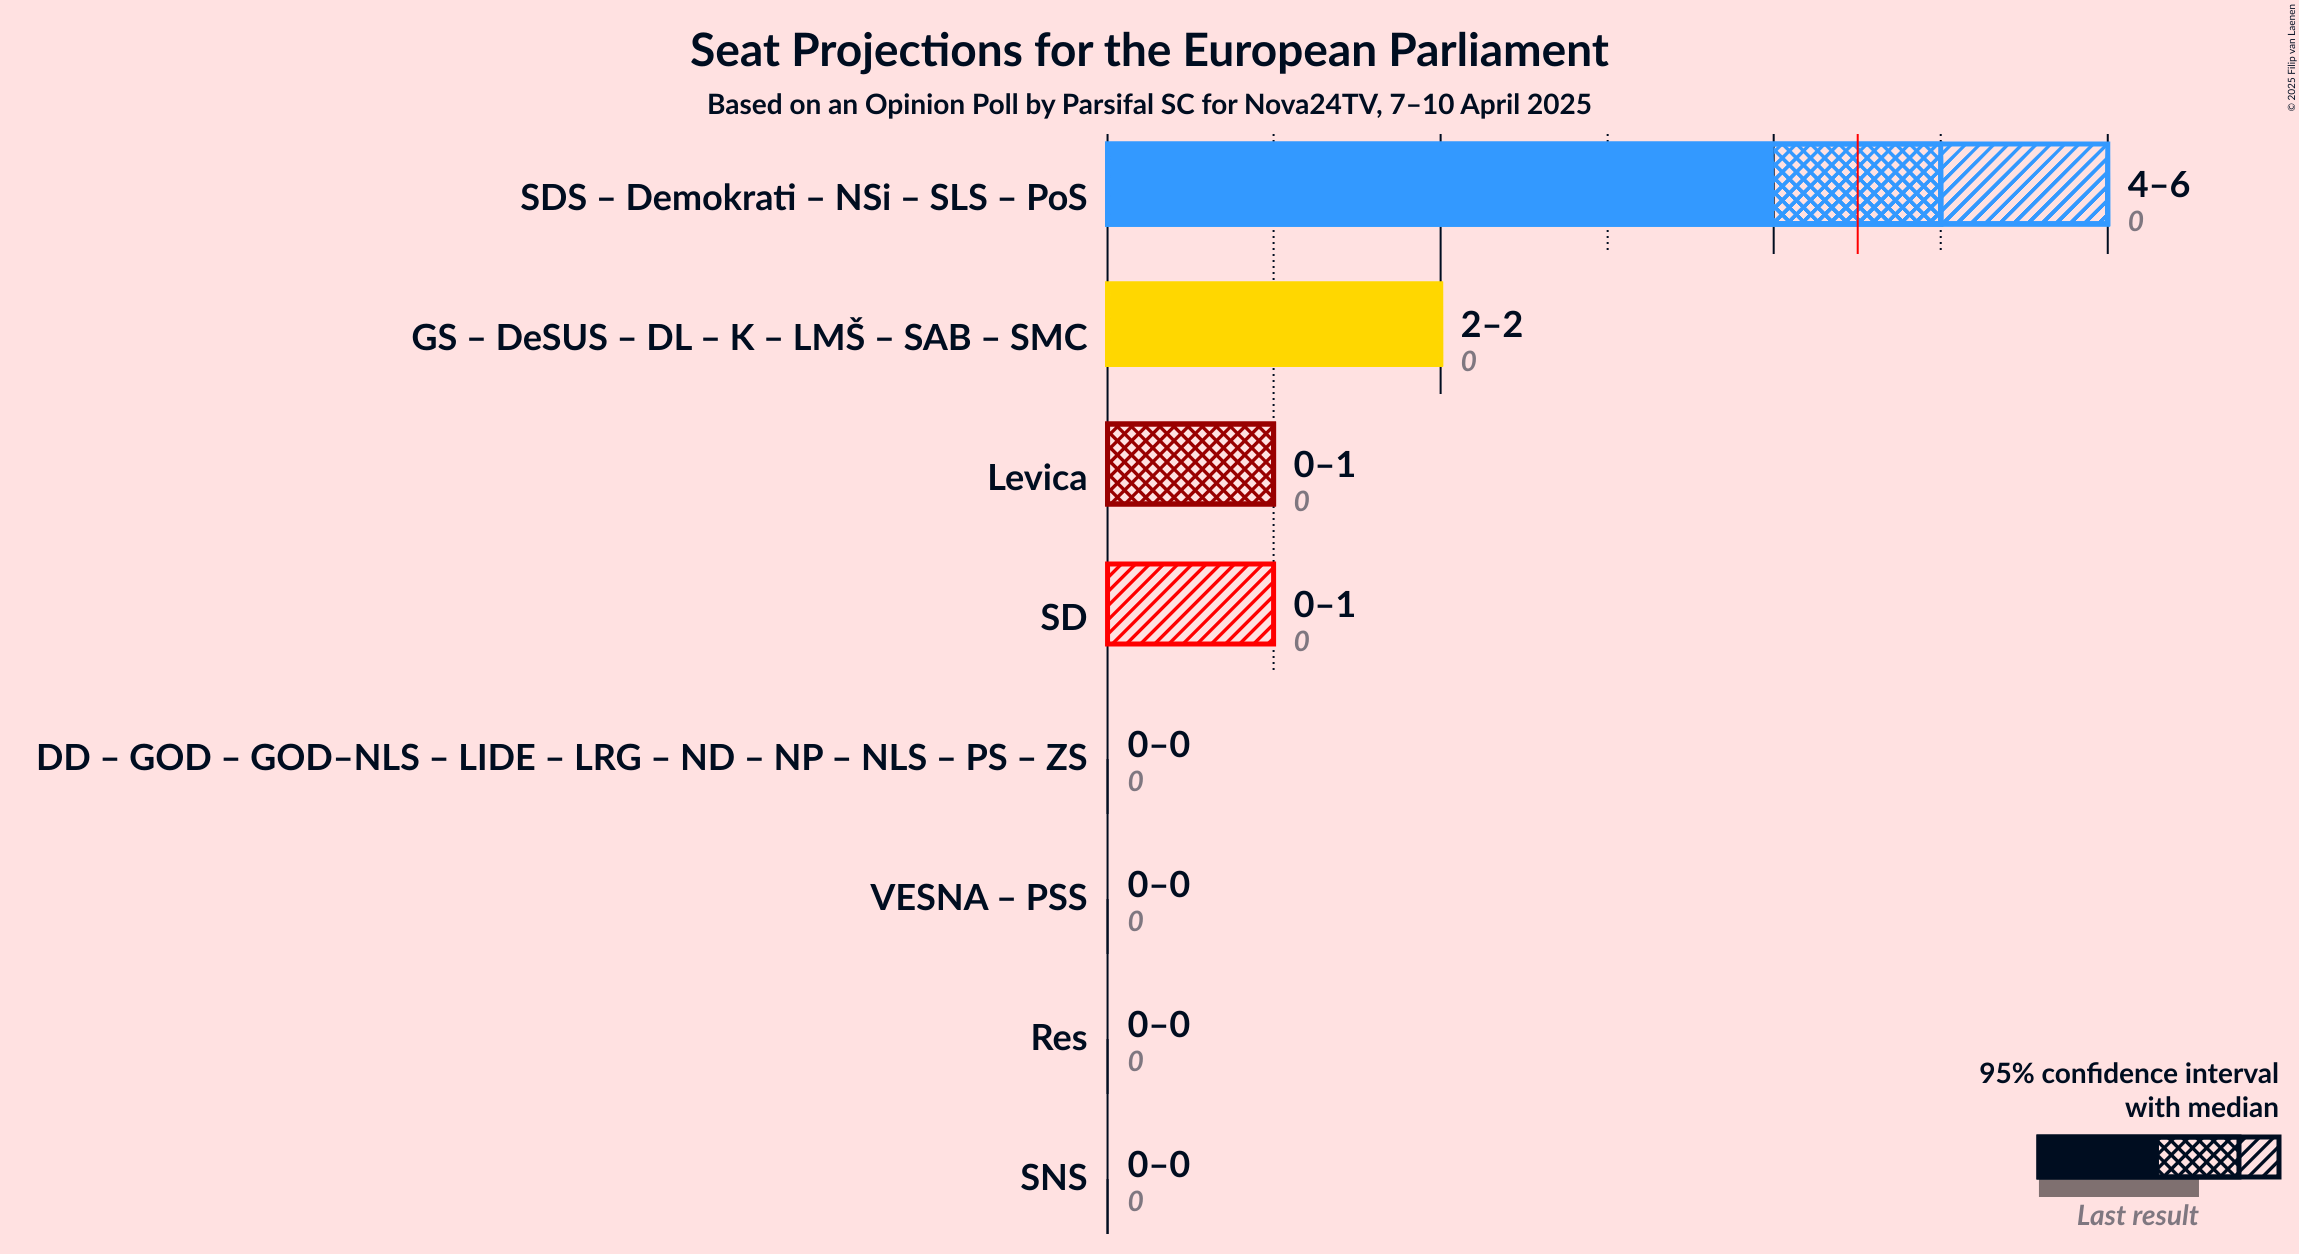 Seat Projections for the European Parliament
Based on an Opinion Poll by Parsifal SC for Nova24TV, 7–10 April 2025
© 2025 Filip van Laenen
SDS – Demokrati – NSi – SLS – PoS
4–6
0
GS – DeSUS – DL – K – LMŠ – SAB – SMC
2–2
0
Levica
0–1
0
SD
0–1
0
DD – GOD – GOD–NLS – LIDE – LRG – ND – NP – NLS – PS – ZS
0–0
0
VESNA – PSS
0–0
0
Res
0–0
0
SNS
0–0
0
95% confidence interval
with median
Last result